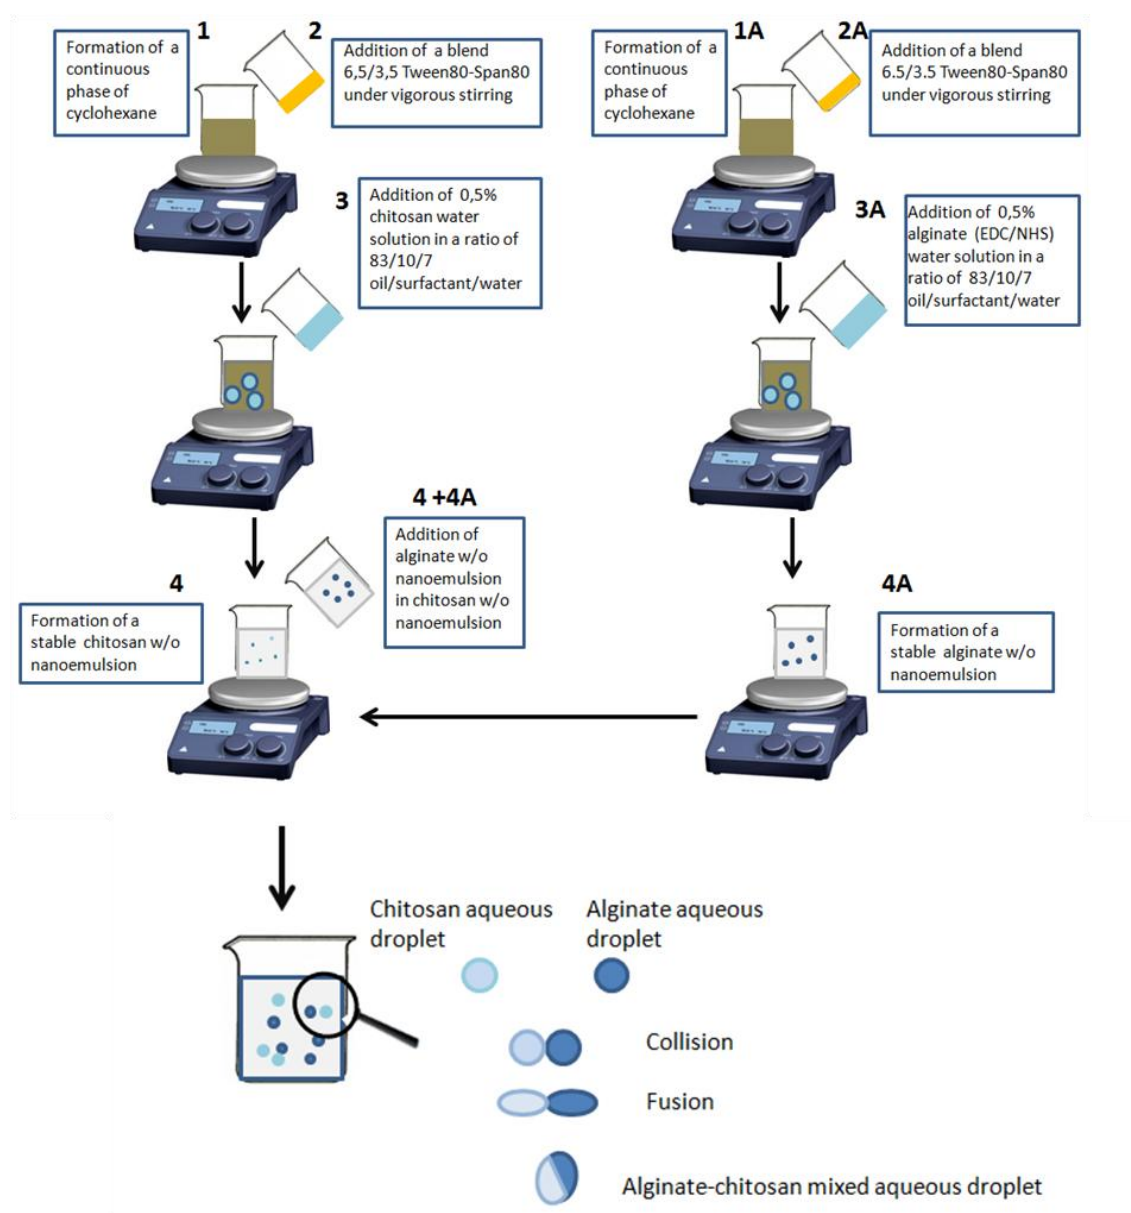 1
Formation of a
continuous
phase of
cyclohexane
2
Addition of a blend
6,5/3,5 Tween80-Span80
under vigorous stirring
1A
Formation of a
continuous
phase of
cyclohexane
2A
Addition of a blend
6.5/3.5 Tween80-Span80
under vigorous stirring
3
Addition of 0,5%
chitosan water
solution in a ratio of
83/10/7
oil/surfactant/water
3A
Addition of 0,5%
alginate (EDC/NHS)
water solution in a
ratio of 83/10/7
oil/surfactant/water
4 +4A
Addition of
alginate w/o
nanoemulsion
in chitosan w/o
nanoemulsion
4
Formation of a
stable chitosan w/o
nanoemulsion
4A
Formation of a
stable alginate w/o
nanoemulsion
Chitosan aqueous
droplet
Alginate aqueous
droplet
Collision
Fusion
Alginate-chitosan mixed aqueous droplet